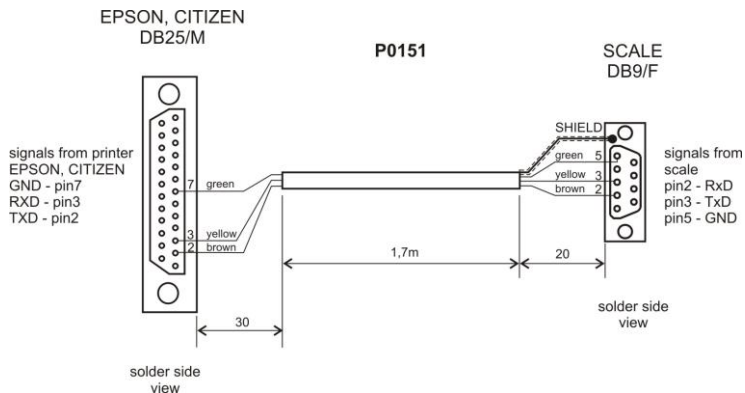 EPSON, CITIZEN
DB25/M
P0151
SCALE
DB9/F
signals from printer
EPSON, CITIZEN
GND - pin7
RXD - pin3
TXD - pin2
7 green
3 yellow
2 brown
SHIELD
green 5
yellow 3
brown 2
signals from
scale
pin2 - RxD
pin3 - TxD
pin5 - GND
1,7m
20
30
solder side
view
solder side
view